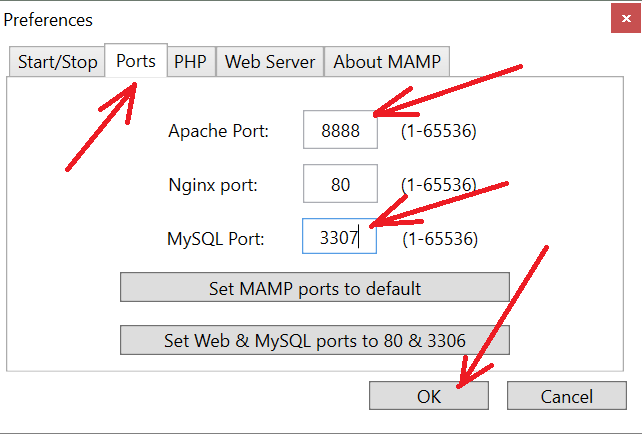 Preferences
Start/Stop Ports PHP Web Server About MAMP
Apache Port: 8888 (1-65536)
Nginx port: 80 (1-65536)
MySQL Port: 3307 (1-65536)
Set MAMP ports to default
Set Web & MySQL ports to 80 & 3306
OK Cancel